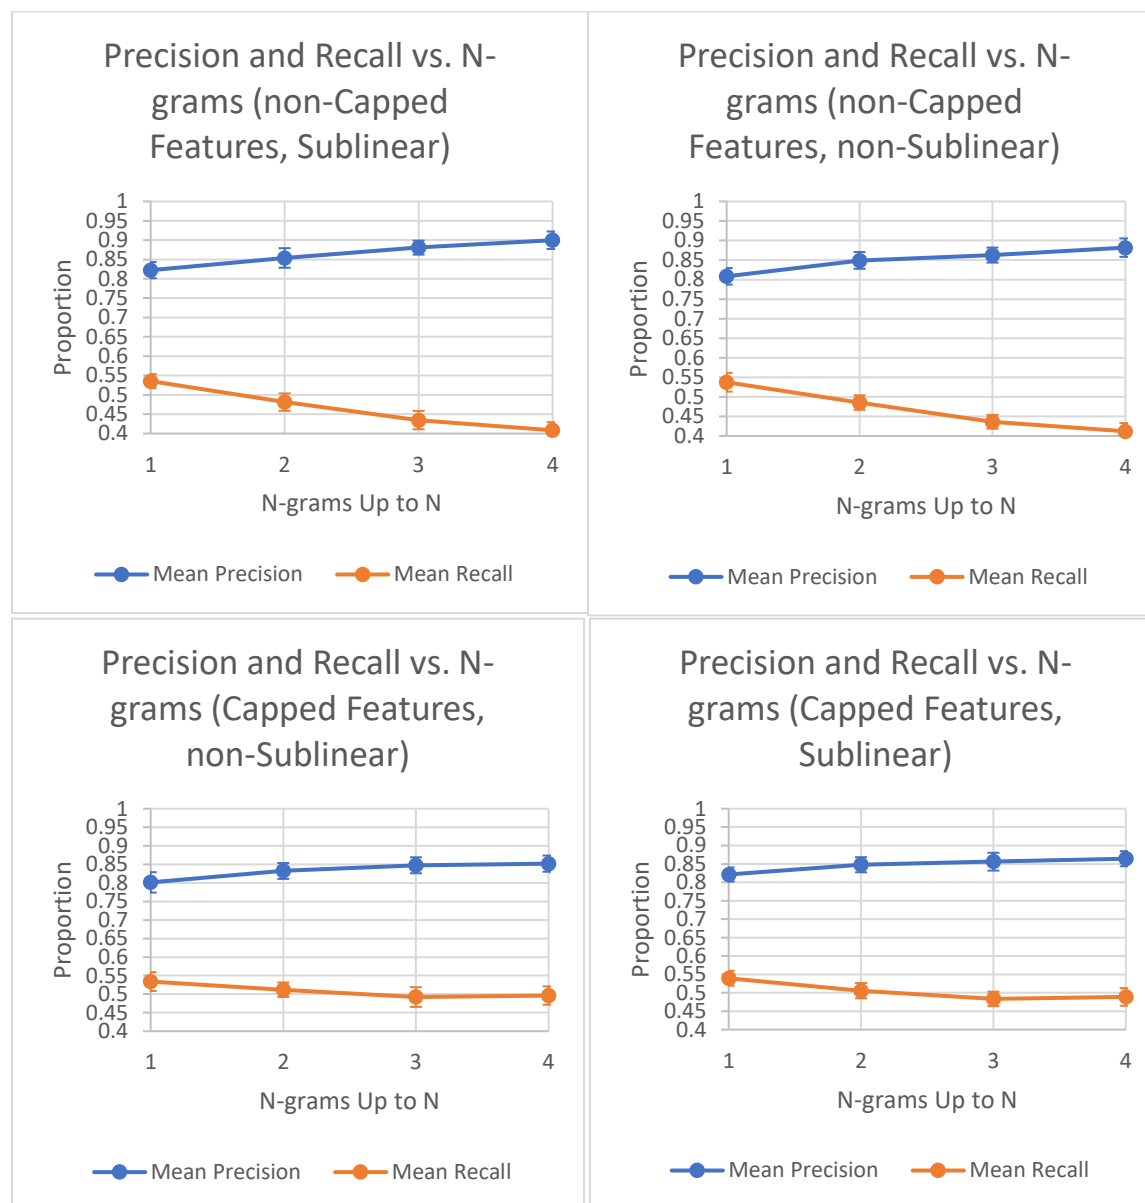 Precision and Recall vs. N-
grams (non-Capped
Features, Sublinear)
1
0.95
0.9
0.85
0.8
0.75
0.7
0.65
0.6
0.55
0.5
0.45
0.4
Proportion
1 2 3 4
N-grams Up to N
Mean Precision Mean Recall
Precision and Recall vs. N-
grams (non-Capped
Features, non-Sublinear)
1
0.95
0.9
0.85
0.8
0.75
0.7
0.65
0.6
0.55
0.5
0.45
0.4
Proportion
1 2 3 4
N-grams Up to N
Mean Precision Mean Recall
Precision and Recall vs. N-
grams (Capped Features,
non-Sublinear)
1
0.95
0.9
0.85
0.8
0.75
0.7
0.65
0.6
0.55
0.5
0.45
0.4
Proportion
1 2 3 4
N-grams Up to N
Mean Precision Mean Recall
Precision and Recall vs. N-
grams (Capped Features,
Sublinear)
1
0.95
0.9
0.85
0.8
0.75
0.7
0.65
0.6
0.55
0.5
0.45
0.4
Proportion
1 2 3 4
N-grams Up to N
Mean Precision Mean Recall